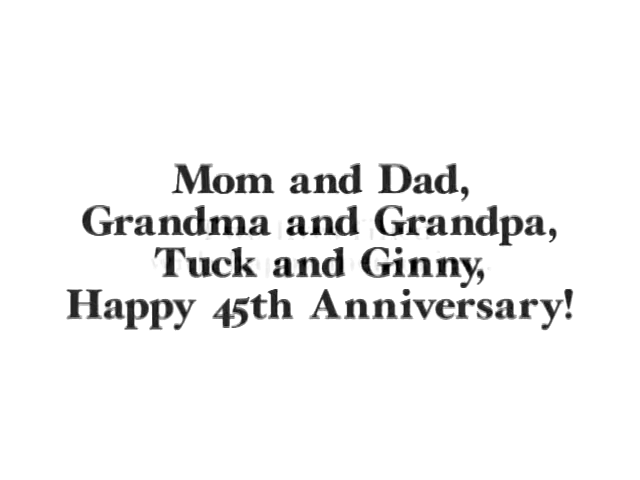 Mom and Dad,
Grandma and Grandpa,
Tuck and Ginny,
Happy 45th Anniversary!